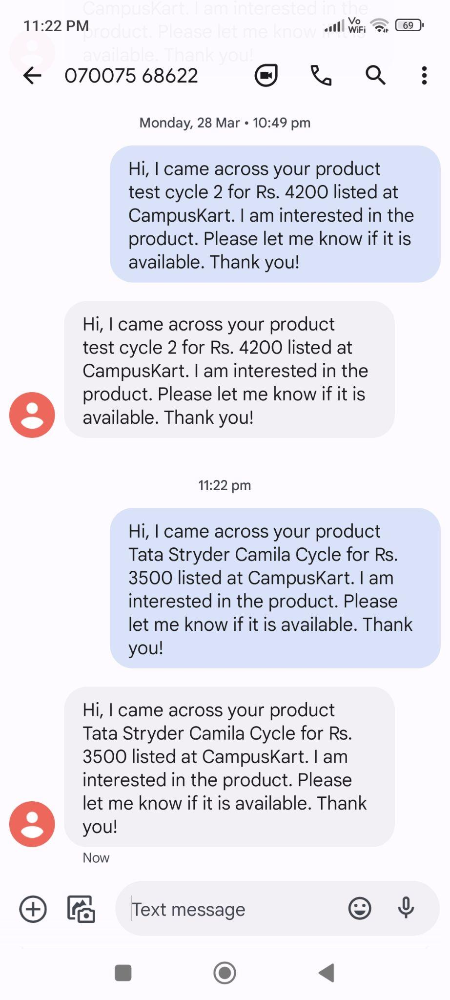 CampusKart. I am interested in the
11:22 PM
Vo
WiFi
69
product. Please let me know if it is
available. Thank you!
070075 68622
Monday, 28 Mar • 10:49 pm
Hi, I came across your product
test cycle 2 for Rs. 4200 listed at
CampusKart. I am interested in the
product. Please let me know if it is
available. Thank you!
Hi, I came across your product
test cycle 2 for Rs. 4200 listed at
CampusKart. I am interested in the
product. Please let me know if it is
available. Thank you!
11:22 pm
Hi, I came across your product
Tata Stryder Camila Cycle for Rs.
3500 listed at CampusKart. I am
interested in the product. Please
let me know if it is available. Thank
you!
Hi, I came across your product
Tata Stryder Camila Cycle for Rs.
3500 listed at CampusKart. I am
interested in the product. Please
let me know if it is available. Thank
you!
Now
Text message